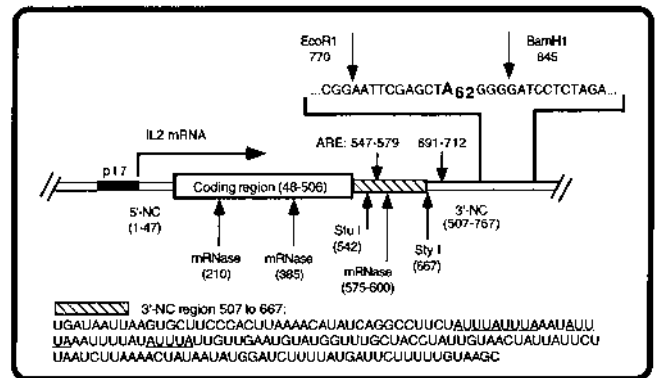 EcoR1 BamH1
770 845
...CGGAATTCGAGCTA62GGGGATCCTCTAGA...
ARE: 547-579 691-712
IL2 mRNA
pT7
Coding region (48-506)
5'-NC
(1-47)
mRNase
(210)
mRNase
(385)
Stu I
(542)
mRNase
(575-600)
Sty I
(667)
3'-NC
(507-767)
3'-NC region 507 to 667:
UGAUAAUUAAGUGCUUCCCACUUAAAACAUAUCAGGCCUUCUAUUUAUUUAAAUAUU
UAAAUUUUAUAUUUAUUGUUGAAUGUAUGGUUUGCUACCUAUUGUAACUAUUAUUCU
UAAUCUUAAAACUAUAAAUAUGGAUCUUUUAUGAUUCUUUUUGUAAGC